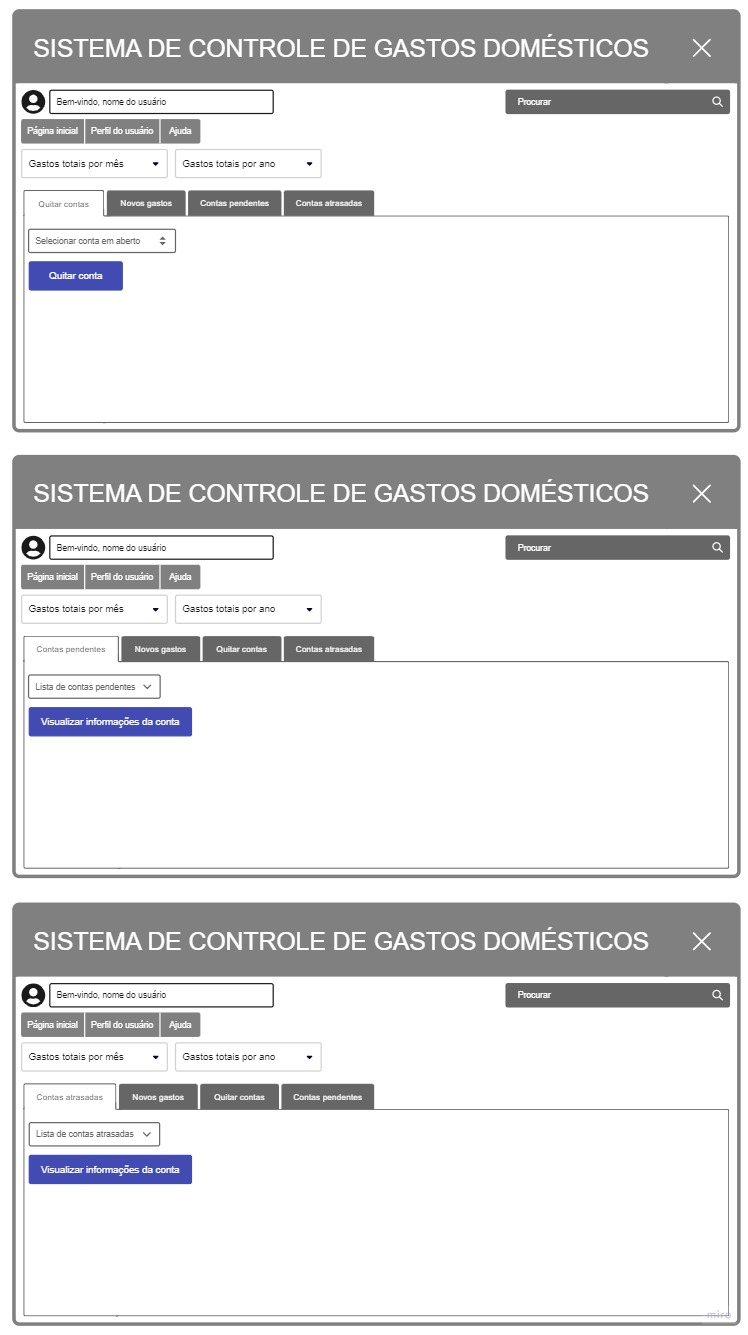 SISTEMA DE CONTROLE DE GASTOS DOMÉSTICOS
Bem-vindo, nome do usuário
Procurar
Página inicial Perfil do usuário Ajuda
Gastos totais por mês Gastos totais por ano
Quitar contas Novos gastos Contas pendentes Contas atrasadas
Selecionar conta em aberto
Quitar conta
SISTEMA DE CONTROLE DE GASTOS DOMÉSTICOS
Bem-vindo, nome do usuário
Procurar
Página inicial Perfil do usuário Ajuda
Gastos totais por mês Gastos totais por ano
Contas pendentes Novos gastos Quitar contas Contas atrasadas
Lista de contas pendentes
Visualizar informações da conta
SISTEMA DE CONTROLE DE GASTOS DOMÉSTICOS
Bem-vindo, nome do usuário
Procurar
Página inicial Perfil do usuário Ajuda
Gastos totais por mês Gastos totais por ano
Contas atrasadas Novos gastos Quitar contas Contas pendentes
Lista de contas atrasadas
Visualizar informações da conta
miro